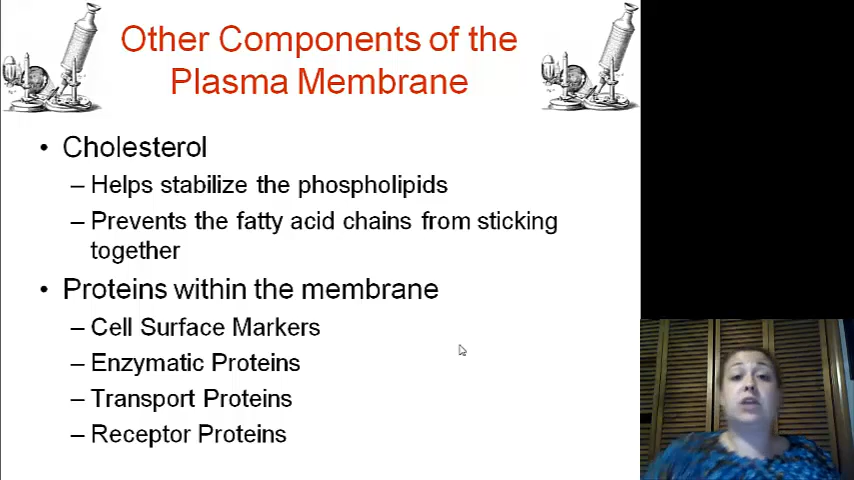 Other Components of the
Plasma Membrane
• Cholesterol
– Helps stabilize the phospholipids
– Prevents the fatty acid chains from sticking
together
• Proteins within the membrane
– Cell Surface Markers
– Enzymatic Proteins
– Transport Proteins
– Receptor Proteins